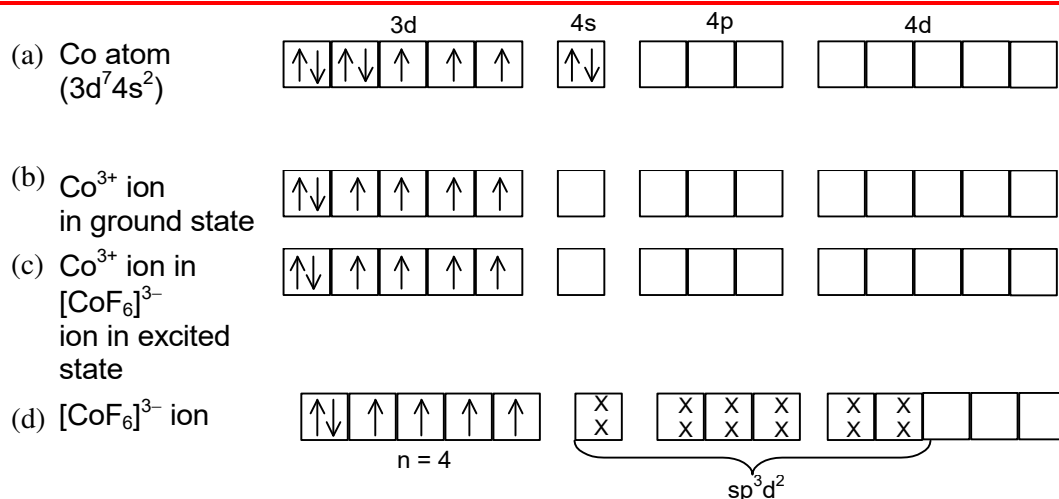 3d 4s 4p 4d
(a) Co atom
(3d⁷4s²)
(b) Co³⁺ ion
in ground state
(c) Co³⁺ ion in
[CoF₆]³⁻
ion in excited
state
(d) [CoF₆]³⁻ ion
X X X X X X
X X X X X X
n = 4
sp³d²